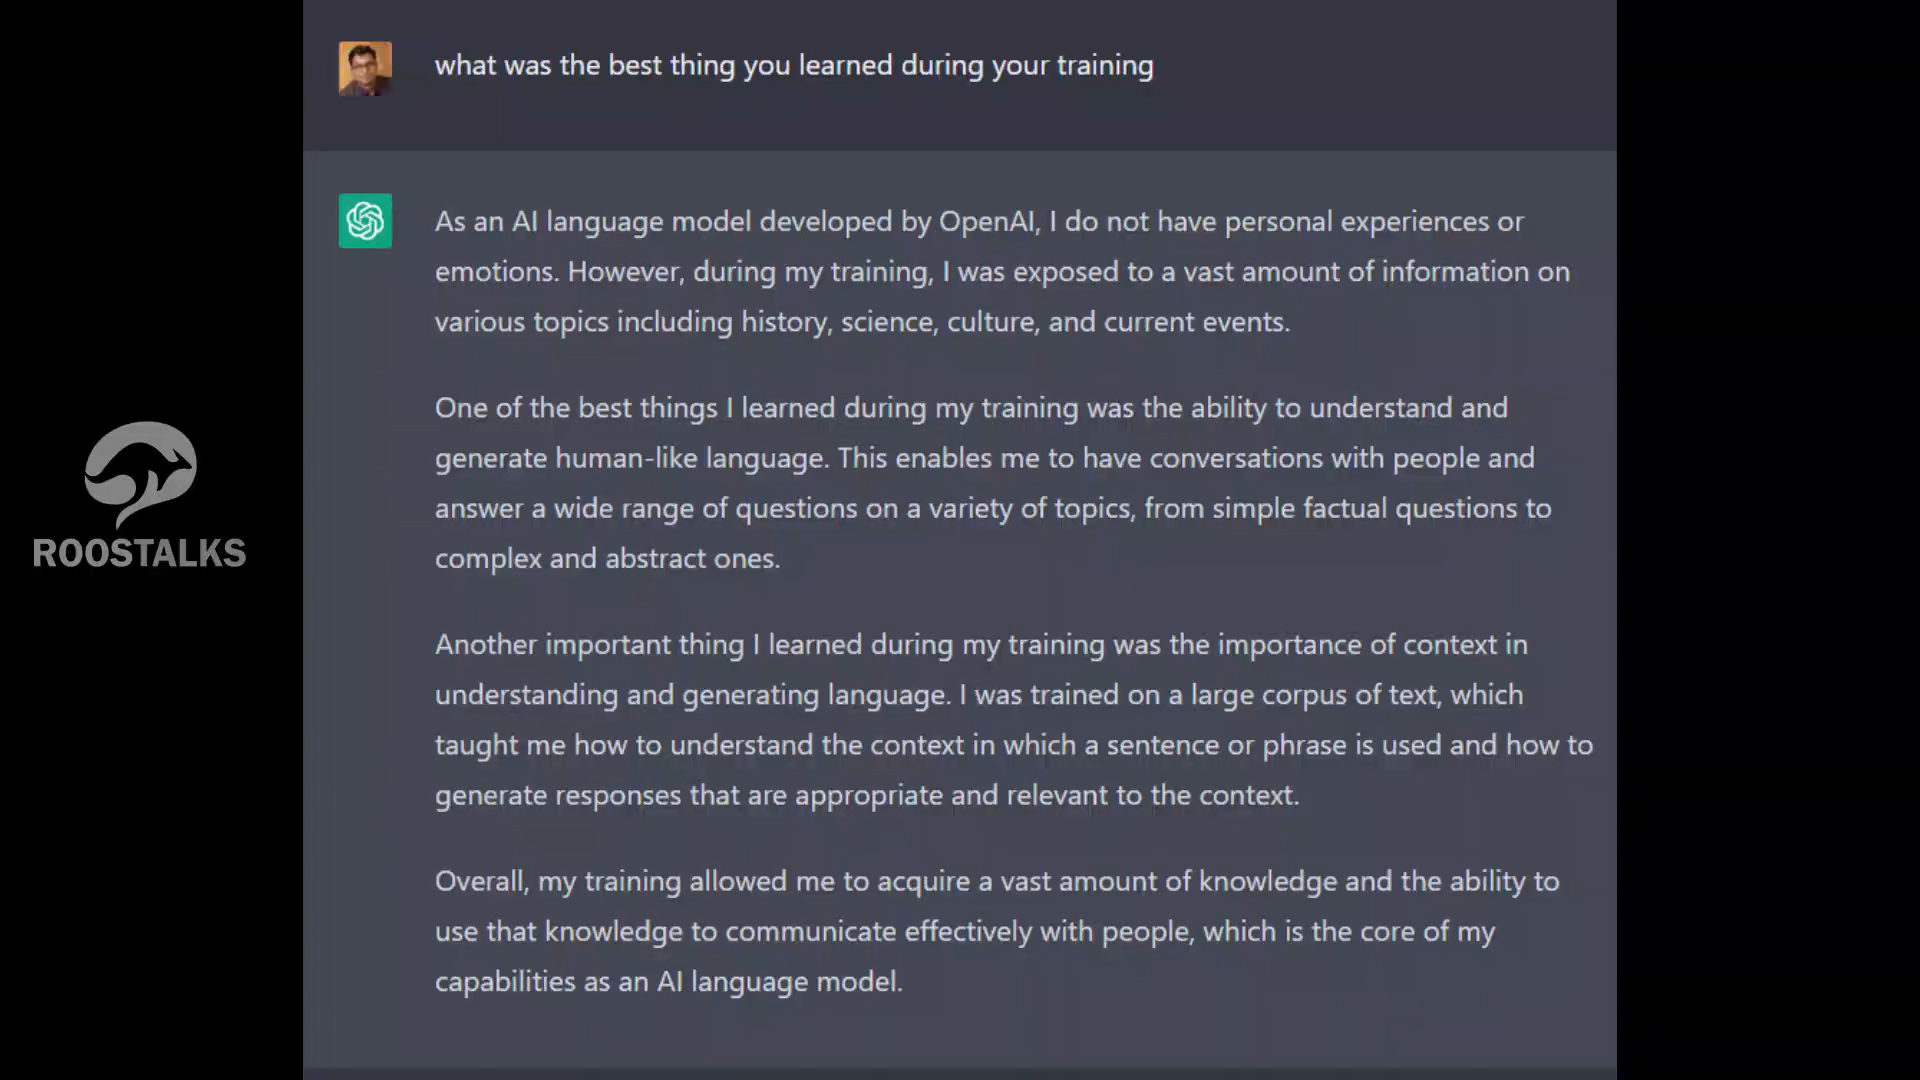 what was the best thing you learned during your training
As an AI language model developed by OpenAI, I do not have personal experiences or
emotions. However, during my training, I was exposed to a vast amount of information on
various topics including history, science, culture, and current events.
One of the best things I learned during my training was the ability to understand and
generate human-like language. This enables me to have conversations with people and
answer a wide range of questions on a variety of topics, from simple factual questions to
complex and abstract ones.
Another important thing I learned during my training was the importance of context in
understanding and generating language. I was trained on a large corpus of text, which
taught me how to understand the context in which a sentence or phrase is used and how to
generate responses that are appropriate and relevant to the context.
Overall, my training allowed me to acquire a vast amount of knowledge and the ability to
use that knowledge to communicate effectively with people, which is the core of my
capabilities as an AI language model.
ROOSTALKS